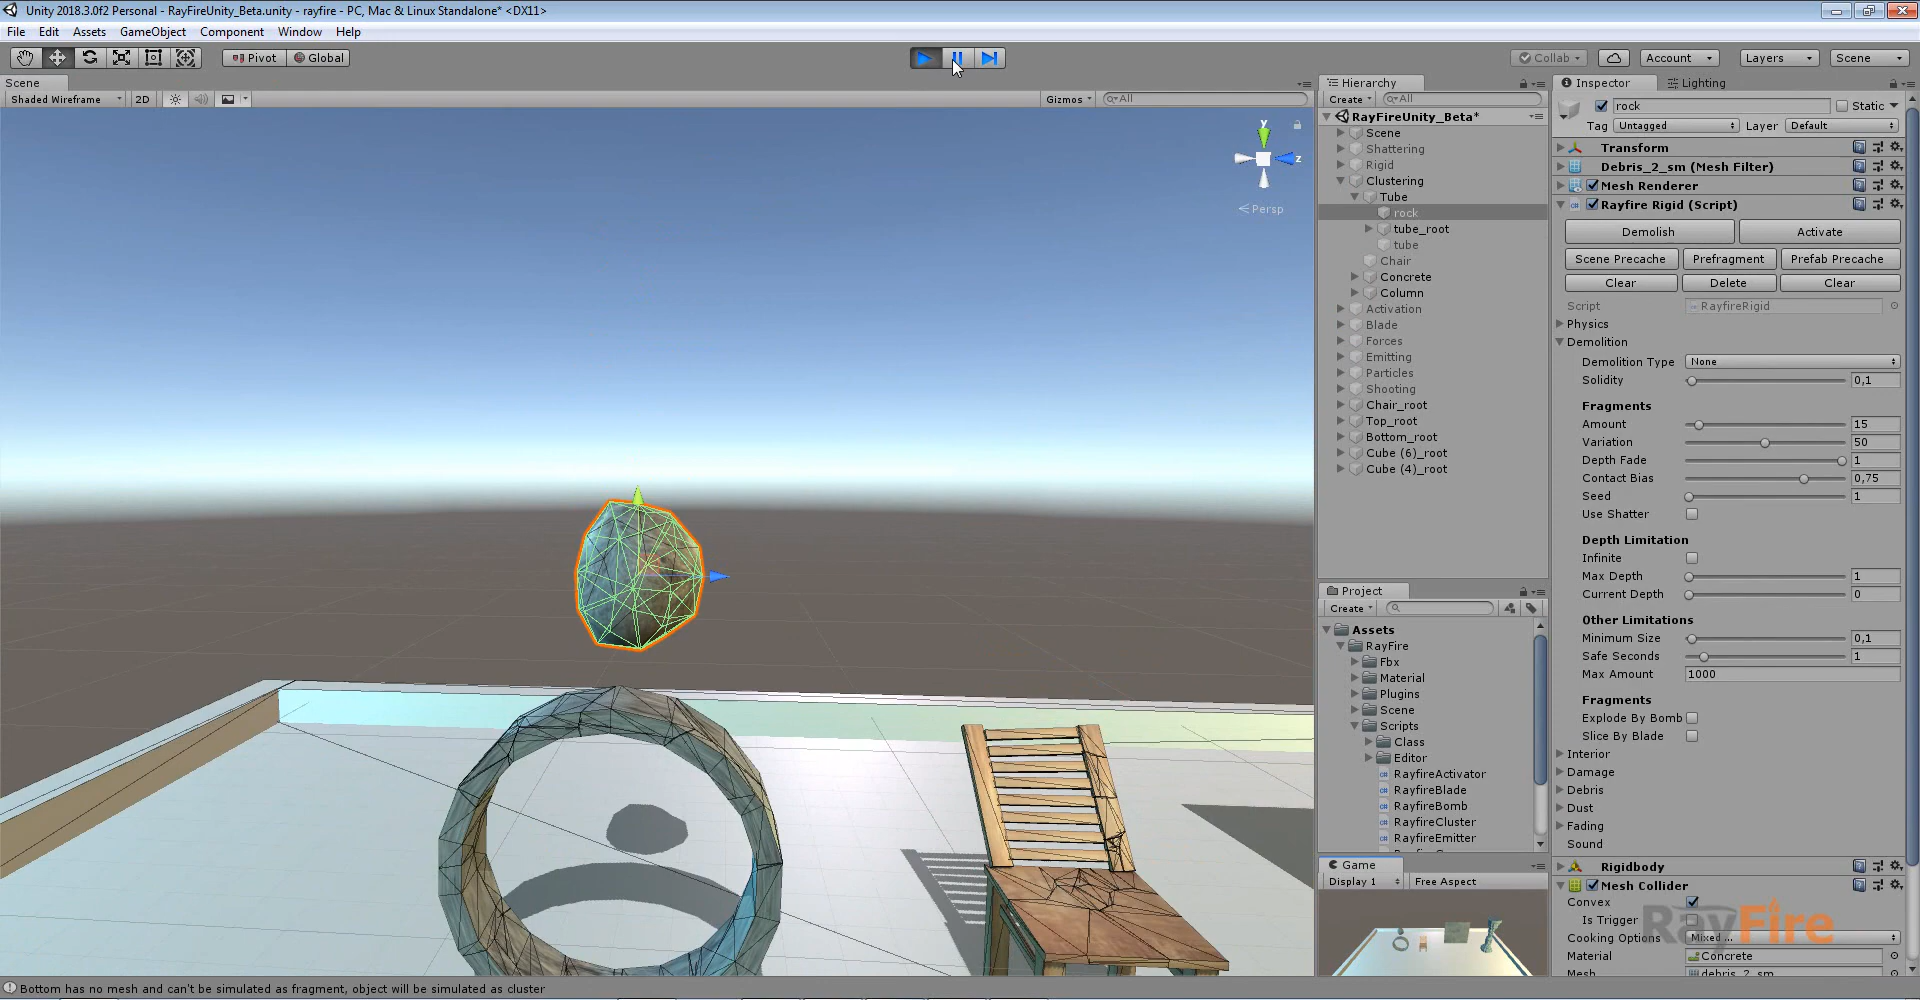 Unity 2018.3.0f2 Personal - RayFireUnity_Beta.unity - rayfire - PC, Mac & Linux Standalone* <DX11>
File Edit Assets GameObject Component Window Help
Pivot Global
Collab Account Layers Scene
Scene
Shaded Wireframe 2D Gizmos All
y
z
Persp
Hierarchy
Create All
RayFireUnity_Beta*
Scene
Shattering
Rigid
Clustering
Tube
rock
tube_root
tube
Chair
Concrete
Column
Activation
Blade
Forces
Emitting
Particles
Shooting
Chair_root
Top_root
Bottom_root
Cube (6)_root
Cube (4)_root
Project
Create
Assets
RayFire
Fbx
Material
Plugins
Scene
Scripts
Class
Editor
RayfireActivator
RayfireBlade
RayfireBomb
RayfireCluster
RayfireEmitter
Game
Display 1 Free Aspect
Inspector Lighting
rock Static
Tag Untagged Layer Default
Transform
Debris_2_sm (Mesh Filter)
Mesh Renderer
Rayfire Rigid (Script)
Demolish Activate
Scene Precache Prefragment Prefab Precache
Clear Delete Clear
Script RayfireRigid
Physics
Demolition
Demolition Type None
Solidity 0,1
Fragments
Amount 15
Variation 50
Depth Fade 1
Contact Bias 0,75
Seed 1
Use Shatter
Depth Limitation
Infinite
Max Depth 1
Current Depth 0
Other Limitations
Minimum Size 0,1
Safe Seconds 1
Max Amount 1000
Fragments
Explode By Bomb
Slice By Blade
Interior
Damage
Debris
Dust
Fading
Sound
Rigidbody
Mesh Collider
Convex
Is Trigger
Cooking Options Mixed ...
Material Concrete
Mesh debris_2_sm
RayFire
Bottom has no mesh and can't be simulated as fragment, object will be simulated as cluster